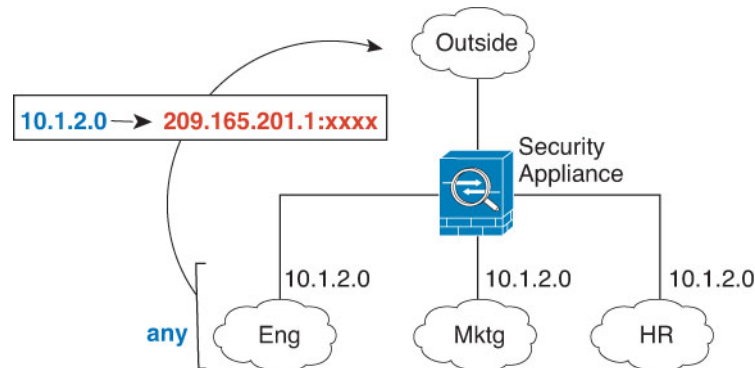 Outside
10.1.2.0 → 209.165.201.1:xxxx
Security
Appliance
10.1.2.0 10.1.2.0 10.1.2.0
any Eng Mktg HR